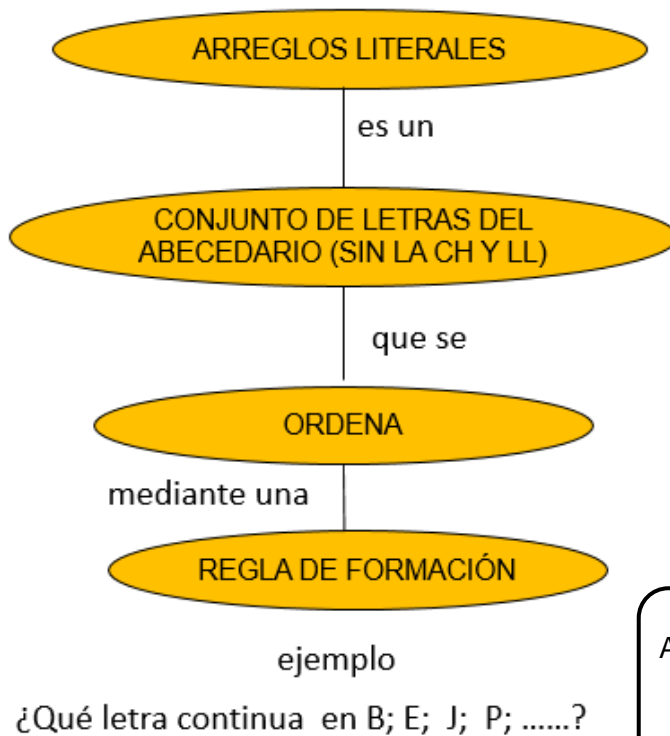 ARREGLOS LITERALES
es un
CONJUNTO DE LETRAS DEL
ABECEDARIO (SIN LA CH Y LL)
que se
ORDENA
mediante una
REGLA DE FORMACIÓN
ejemplo
A
¿Qué letra continua en B; E; J; P; ......?